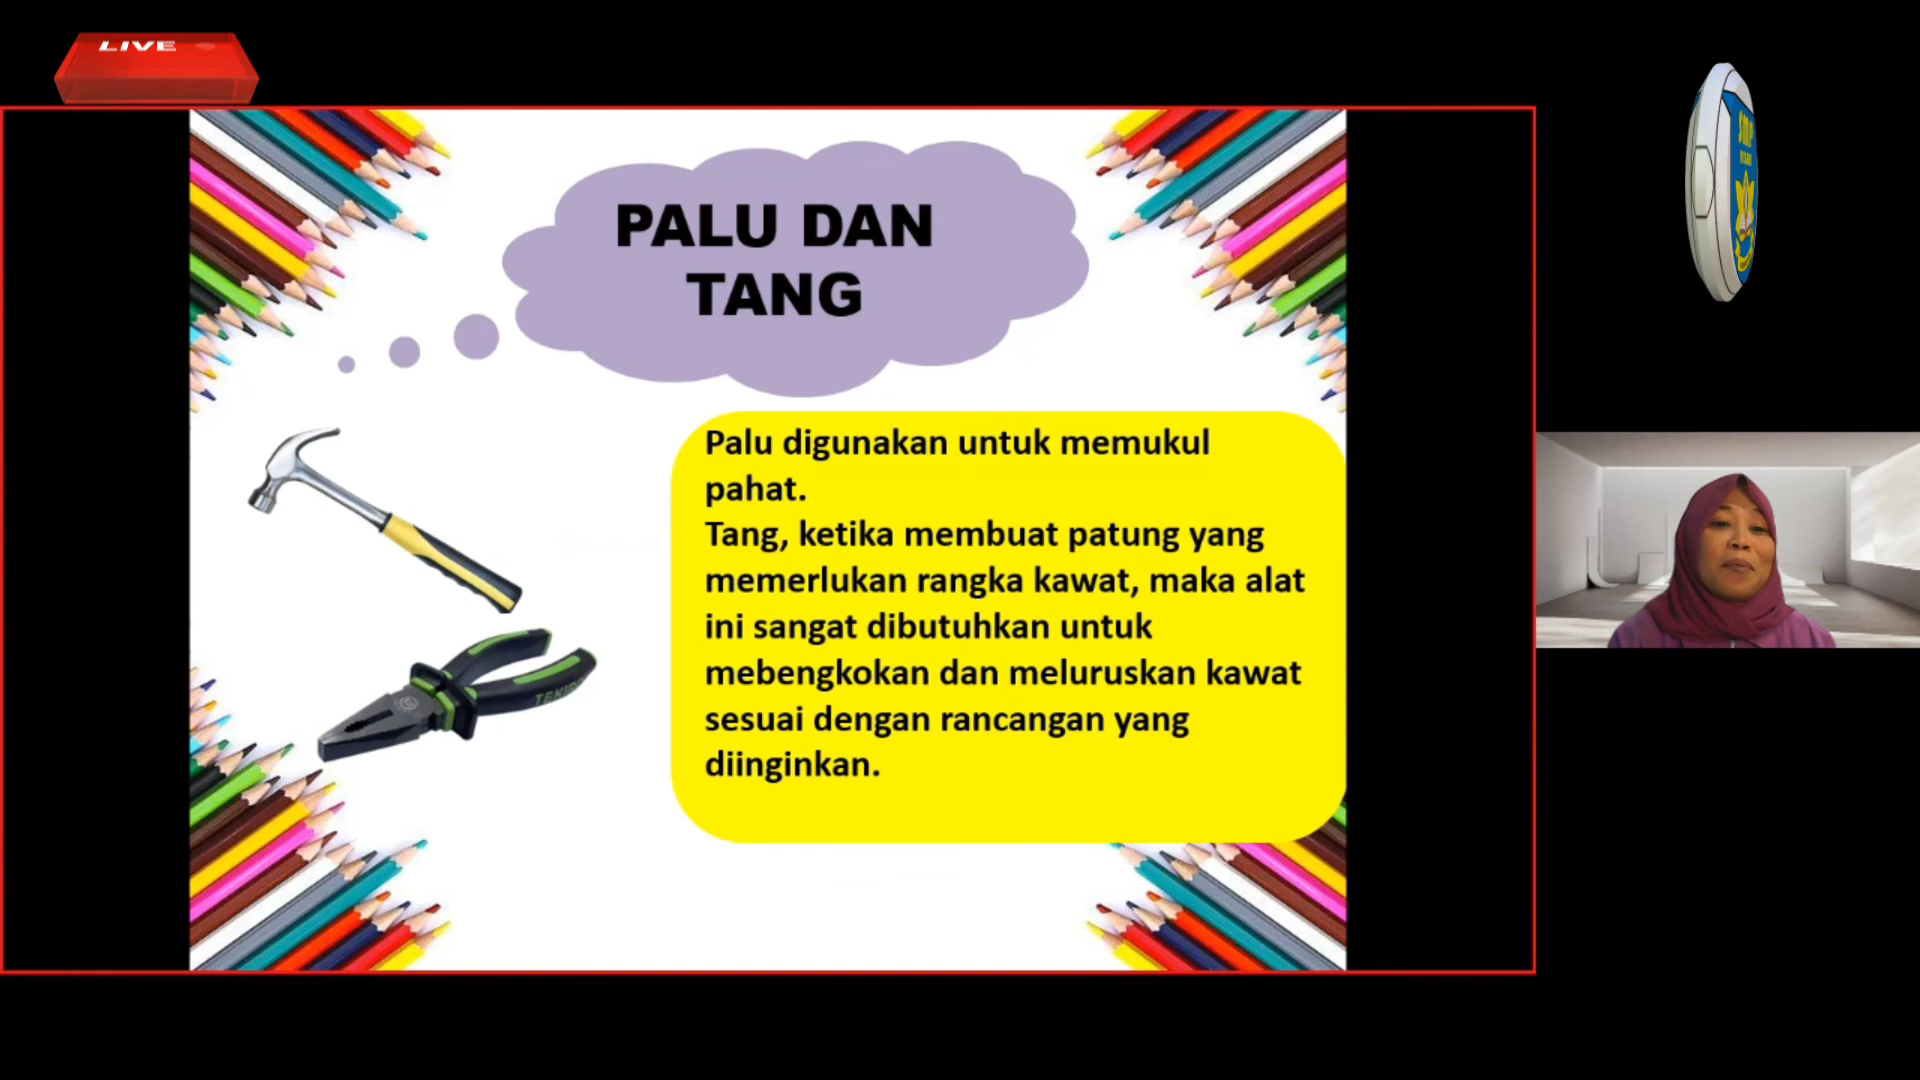 LIVE
SMP
PALU DAN
TANG
Palu digunakan untuk memukul
pahat.
Tang, ketika membuat patung yang
memerlukan rangka kawat, maka alat
ini sangat dibutuhkan untuk
mebengkokan dan meluruskan kawat
sesuai dengan rancangan yang
diinginkan.